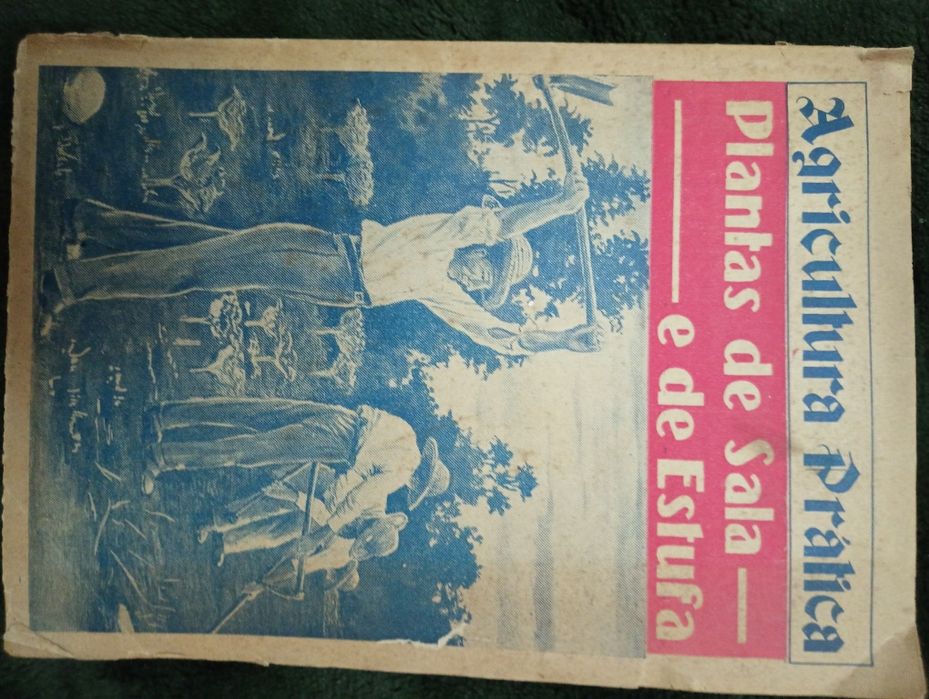 Agricultura Prática
Plantas de Sala —
— e de Estufa